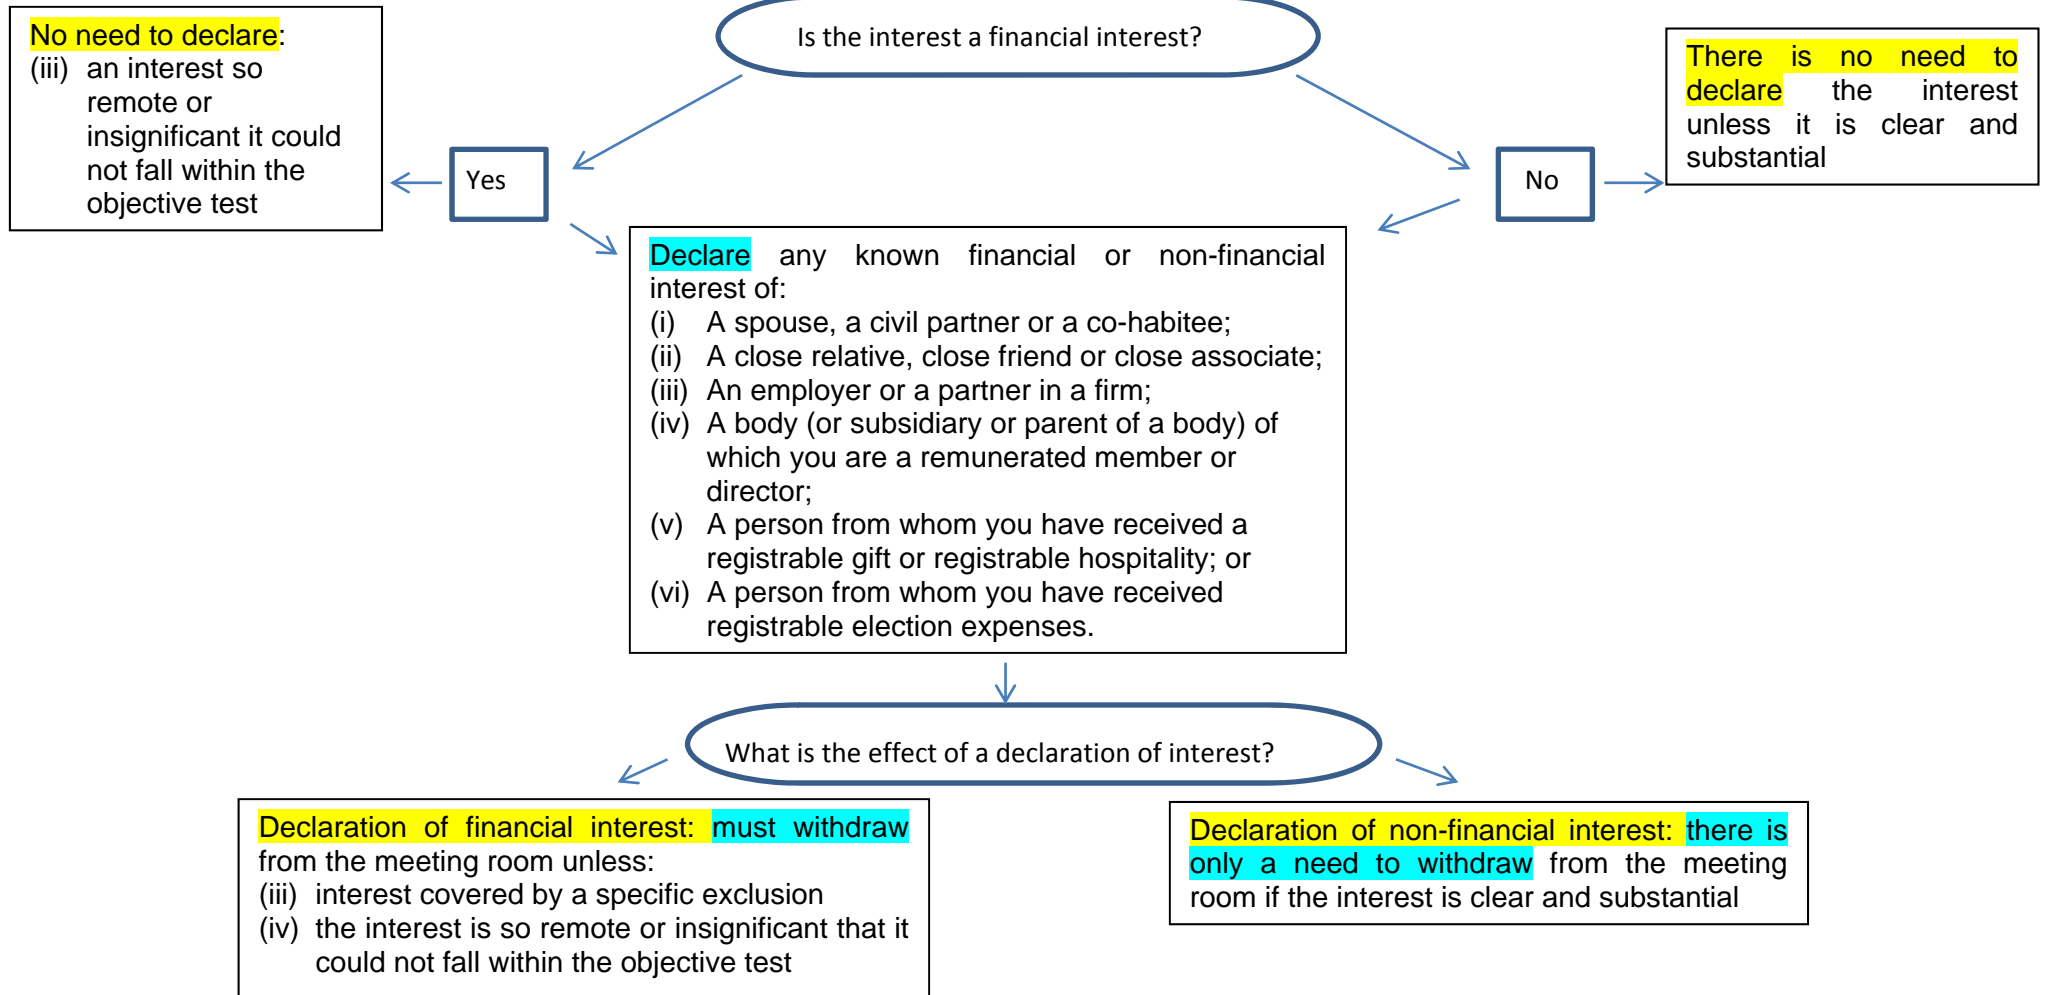 Is the interest a financial interest?
No need to declare:
(iii) an interest so
remote or
insignificant it could
not fall within the
objective test
There is no need to
declare the interest
unless it is clear and
substantial
Yes
No
Declare any known financial or non-financial
interest of:
(i) A spouse, a civil partner or a co-habitee;
(ii) A close relative, close friend or close associate;
(iii) An employer or a partner in a firm;
(iv) A body (or subsidiary or parent of a body) of
which you are a remunerated member or
director;
(v) A person from whom you have received a
registrable gift or registrable hospitality; or
(vi) A person from whom you have received
registrable election expenses.
What is the effect of a declaration of interest?
Declaration of financial interest: must withdraw
from the meeting room unless:
(iii) interest covered by a specific exclusion
(iv) the interest is so remote or insignificant that it
could not fall within the objective test
Declaration of non-financial interest: there is
only a need to withdraw from the meeting
room if the interest is clear and substantial